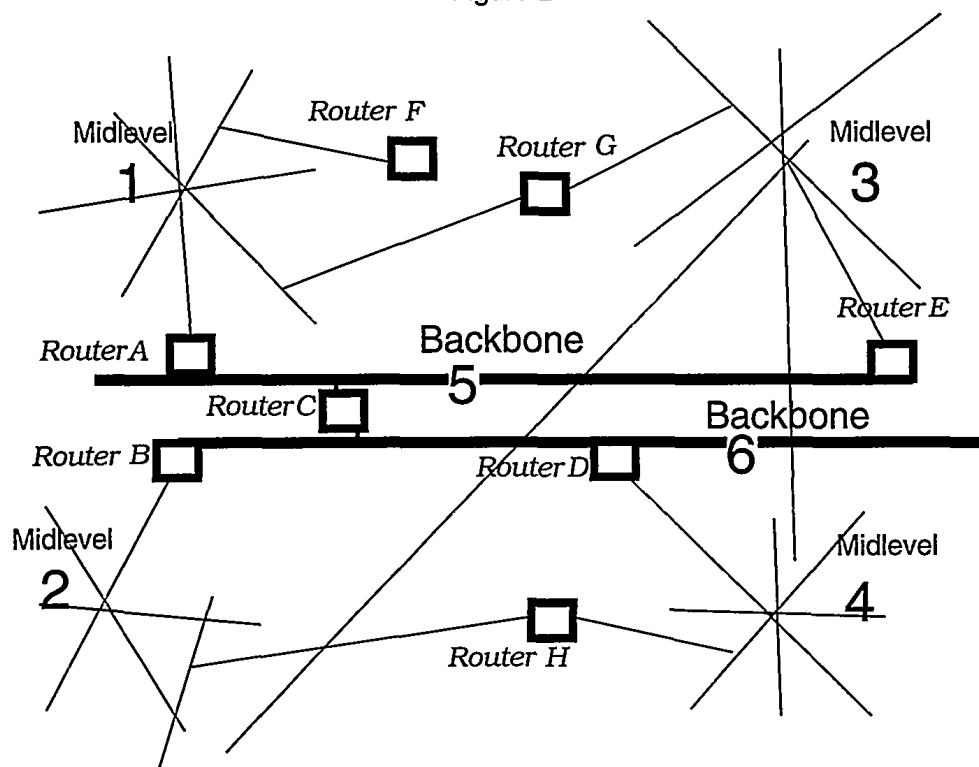 Router F
Midlevel
1
Router G
Midlevel
3
Router A
Backbone
5
Router E
Router C
Backbone
6
Router B
Router D
Midlevel
2
Midlevel
4
Router H